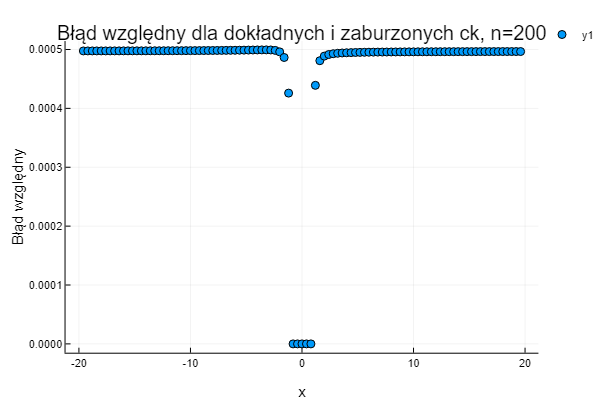 Błąd względny dla dokładnych i zaburzonych ck, n=200
y1
0.0005
0.0004
0.0003
0.0002
0.0001
0.0000
Błąd względny
-20
-10
0
10
20
x